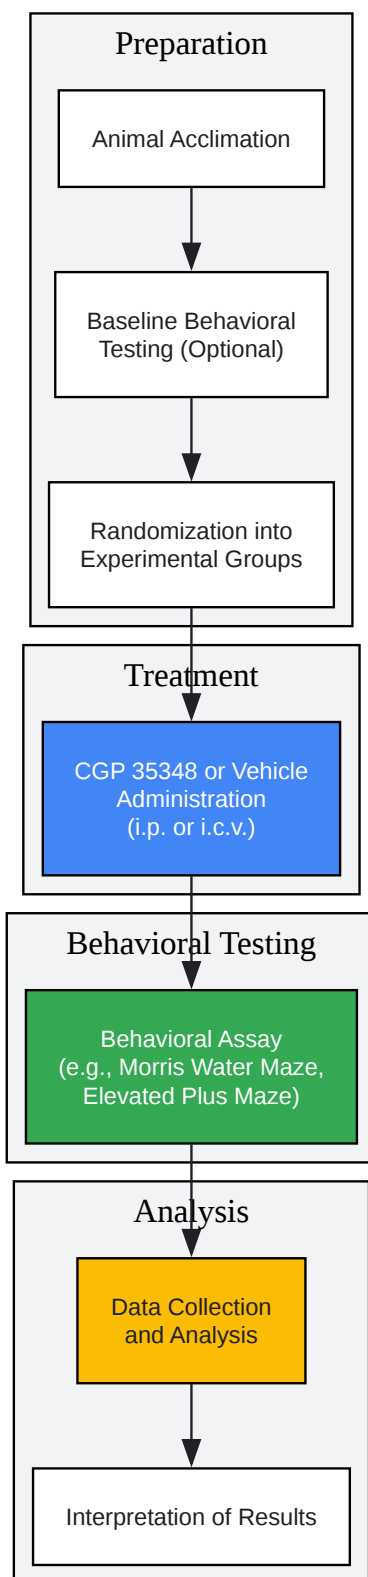 Preparation
Animal Acclimation
Baseline Behavioral
Testing (Optional)
Randomization into
Experimental Groups
Treatment
CGP 35348 or Vehicle
Administration
(i.p. or i.c.v.)
Behavioral Testing
Behavioral Assay
(e.g., Morris Water Maze,
Elevated Plus Maze)
Analysis
Data Collection
and Analysis
Interpretation of Results